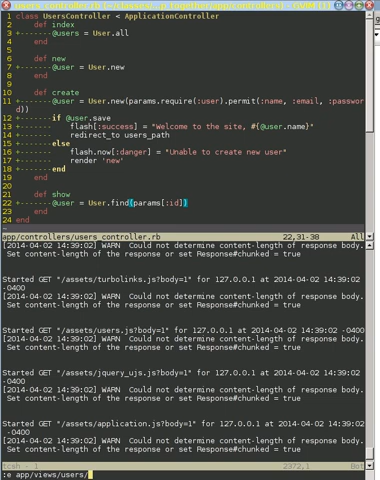 users_controller.rb (~/classes/...p_together/app/controllers) - GVIM
1 class UsersController < ApplicationController
2 def index
3 +-------@users = User.all
4 end
5
6 def new
7 +-------@user = User.new
8 end
9
10 def create
11 +-------@user = User.new(params.require(:user).permit(:name, :email, :passwor
d))
12 +-------if @user.save
13 flash[:success] = "Welcome to the site, #{@user.name}"
14 redirect_to users_path
15 +-------else
16 flash.now[:danger] = "Unable to create new user"
17 render 'new'
18 +-------end
19 end
20
21 def show
22 +-------@user = User.find(params[:id])
23 end
24 end
~
app/controllers/users_controller.rb 22,31-38 All
[2014-04-02 14:39:02] WARN Could not determine content-length of response body.
Set content-length of the response or set Response#chunked = true
Started GET "/assets/turbolinks.js?body=1" for 127.0.0.1 at 2014-04-02 14:39:02
-0400
[2014-04-02 14:39:02] WARN Could not determine content-length of response body.
Set content-length of the response or set Response#chunked = true
Started GET "/assets/users.js?body=1" for 127.0.0.1 at 2014-04-02 14:39:02 -0400
[2014-04-02 14:39:02] WARN Could not determine content-length of response body.
Set content-length of the response or set Response#chunked = true
Started GET "/assets/jquery_ujs.js?body=1" for 127.0.0.1 at 2014-04-02 14:39:02
-0400
[2014-04-02 14:39:02] WARN Could not determine content-length of response body.
Set content-length of the response or set Response#chunked = true
Started GET "/assets/application.js?body=1" for 127.0.0.1 at 2014-04-02 14:39:02
-0400
[2014-04-02 14:39:02] WARN Could not determine content-length of response body.
Set content-length of the response or set Response#chunked = true
tcsh - 1 2372,1 Bot
:e app/views/users/